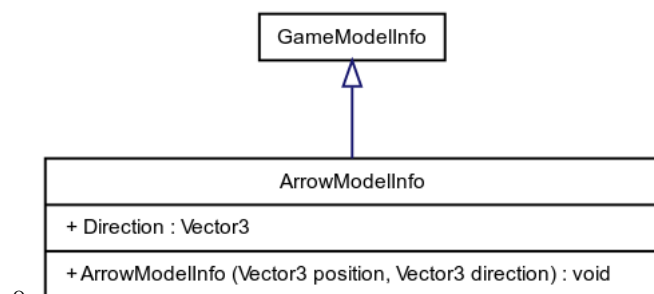 GameModelInfo
ArrowModelInfo
+ Direction : Vector3
+ ArrowModelInfo (Vector3 position, Vector3 direction) : void